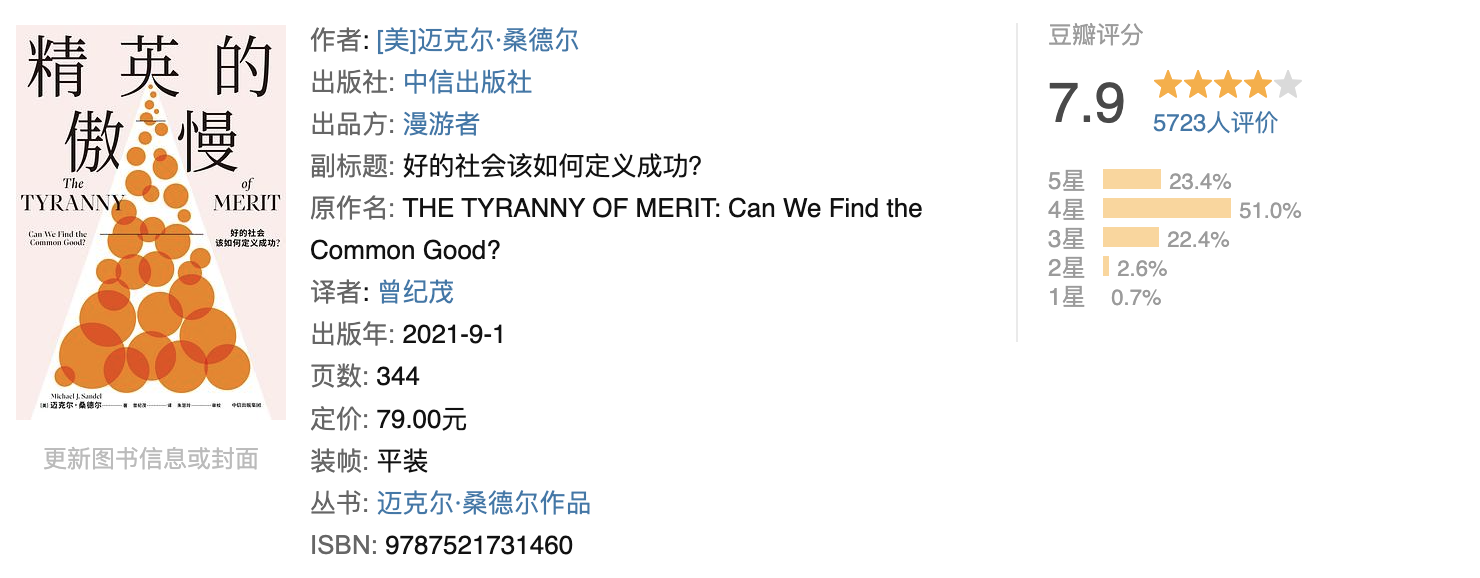 精英的
傲慢
The
TYRANNY
of
MERIT
Can We Find the
Common Good?
好的社会
该如何定义成功?
Michael J. Sandel
[美] 迈克尔·桑德尔 著 曾纪茂 译
中信出版集团
更新图书信息或封面
作者: [美]迈克尔·桑德尔
出版社: 中信出版社
出品方: 漫游者
副标题: 好的社会该如何定义成功?
原作名: THE TYRANNY OF MERIT: Can We Find the
Common Good?
译者: 曾纪茂
出版年: 2021-9-1
页数: 344
定价: 79.00元
装帧: 平装
丛书: 迈克尔·桑德尔作品
ISBN: 9787521731460
豆瓣评分
7.9
5723人评价
5星 23.4%
4星 51.0%
3星 22.4%
2星 2.6%
1星 0.7%